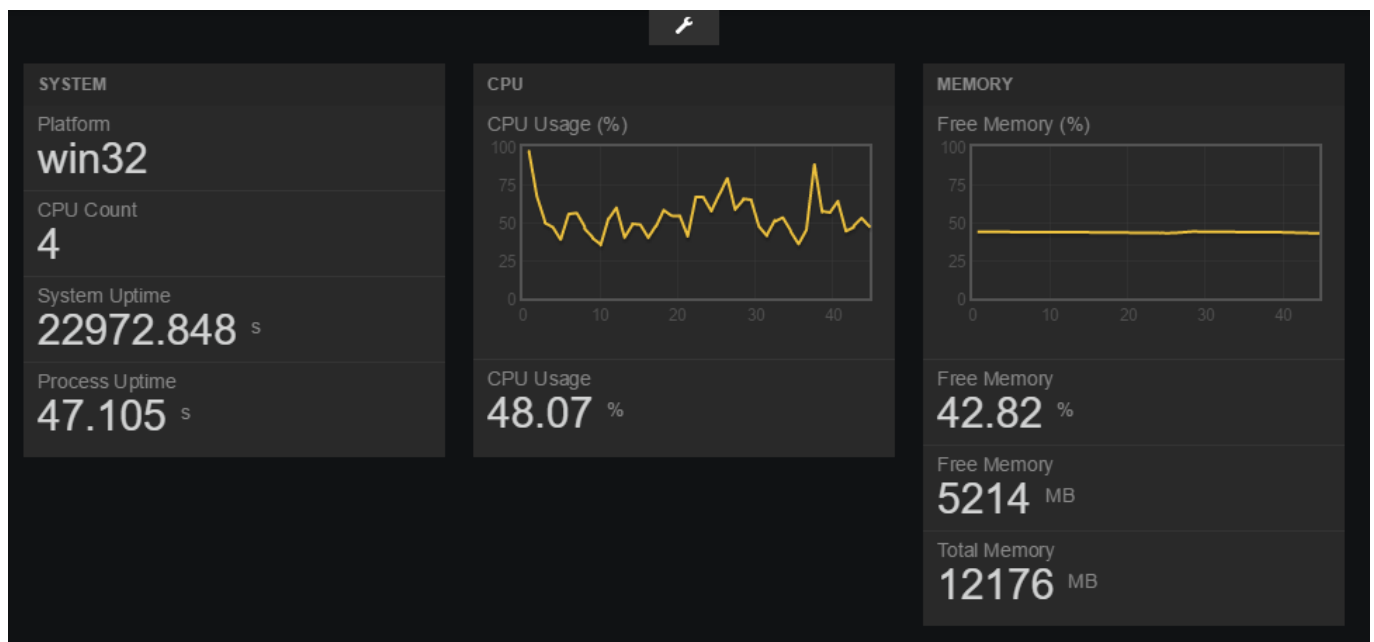 SYSTEM
Platform
win32
CPU Count
4
System Uptime
22972.848 s
Process Uptime
47.105 s
CPU
CPU Usage (%)
100
75
50
25
0
0 10 20 30 40
CPU Usage
48.07 %
MEMORY
Free Memory (%)
100
75
50
25
0
0 10 20 30 40
Free Memory
42.82 %
Free Memory
5214 MB
Total Memory
12176 MB